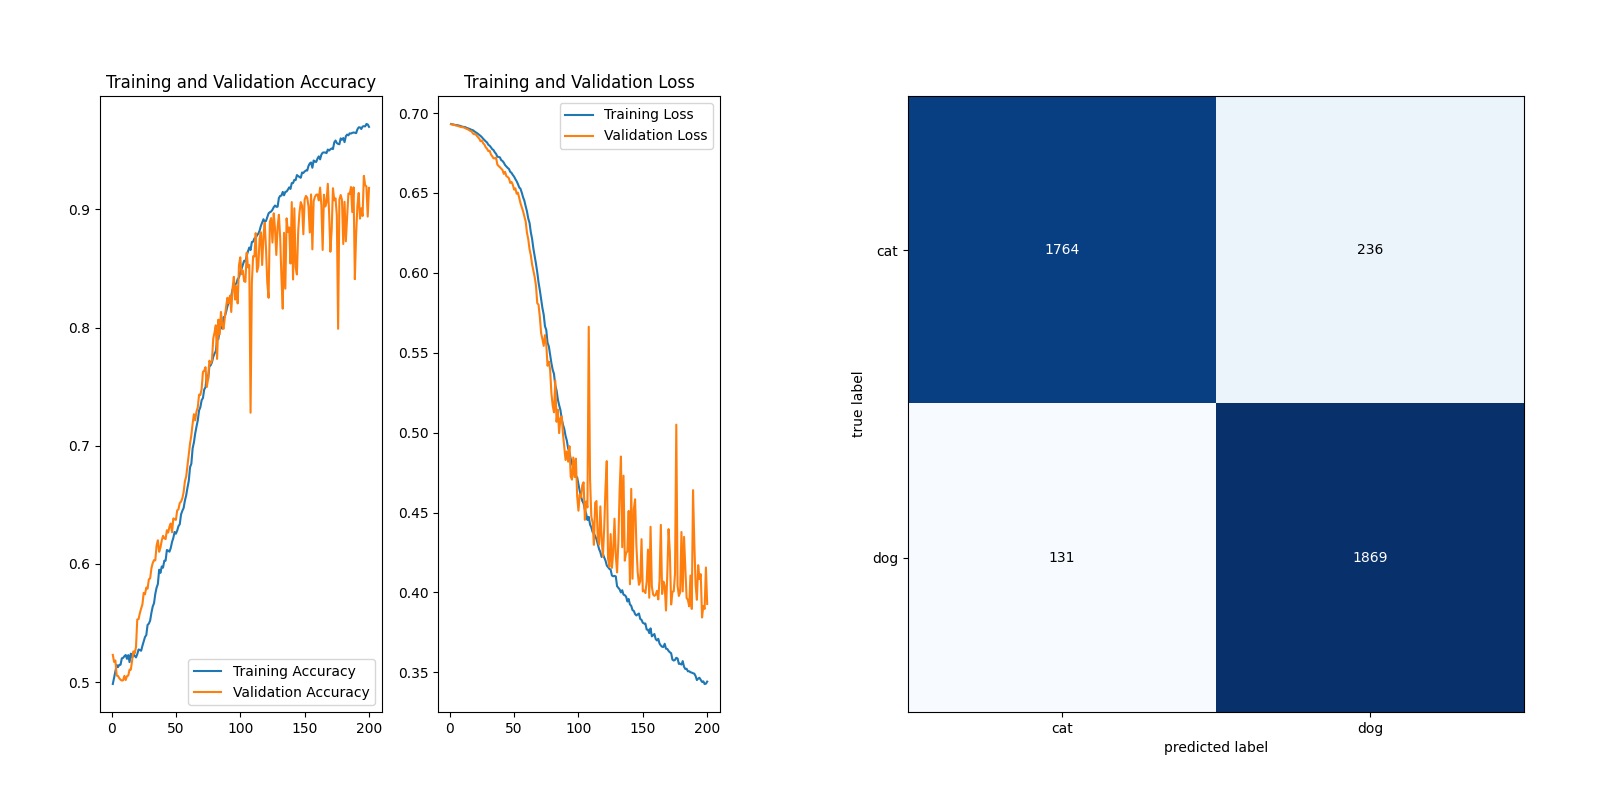 Training and Validation Accuracy
0.9
0.8
0.7
0.6
0.5
0
50
100
150
200
Training Accuracy
Validation Accuracy
Training and Validation Loss
0.70
0.65
0.60
0.55
0.50
0.45
0.40
0.35
0
50
100
150
200
Training Loss
Validation Loss
true label
cat
dog
1764
236
131
1869
cat
dog
predicted label